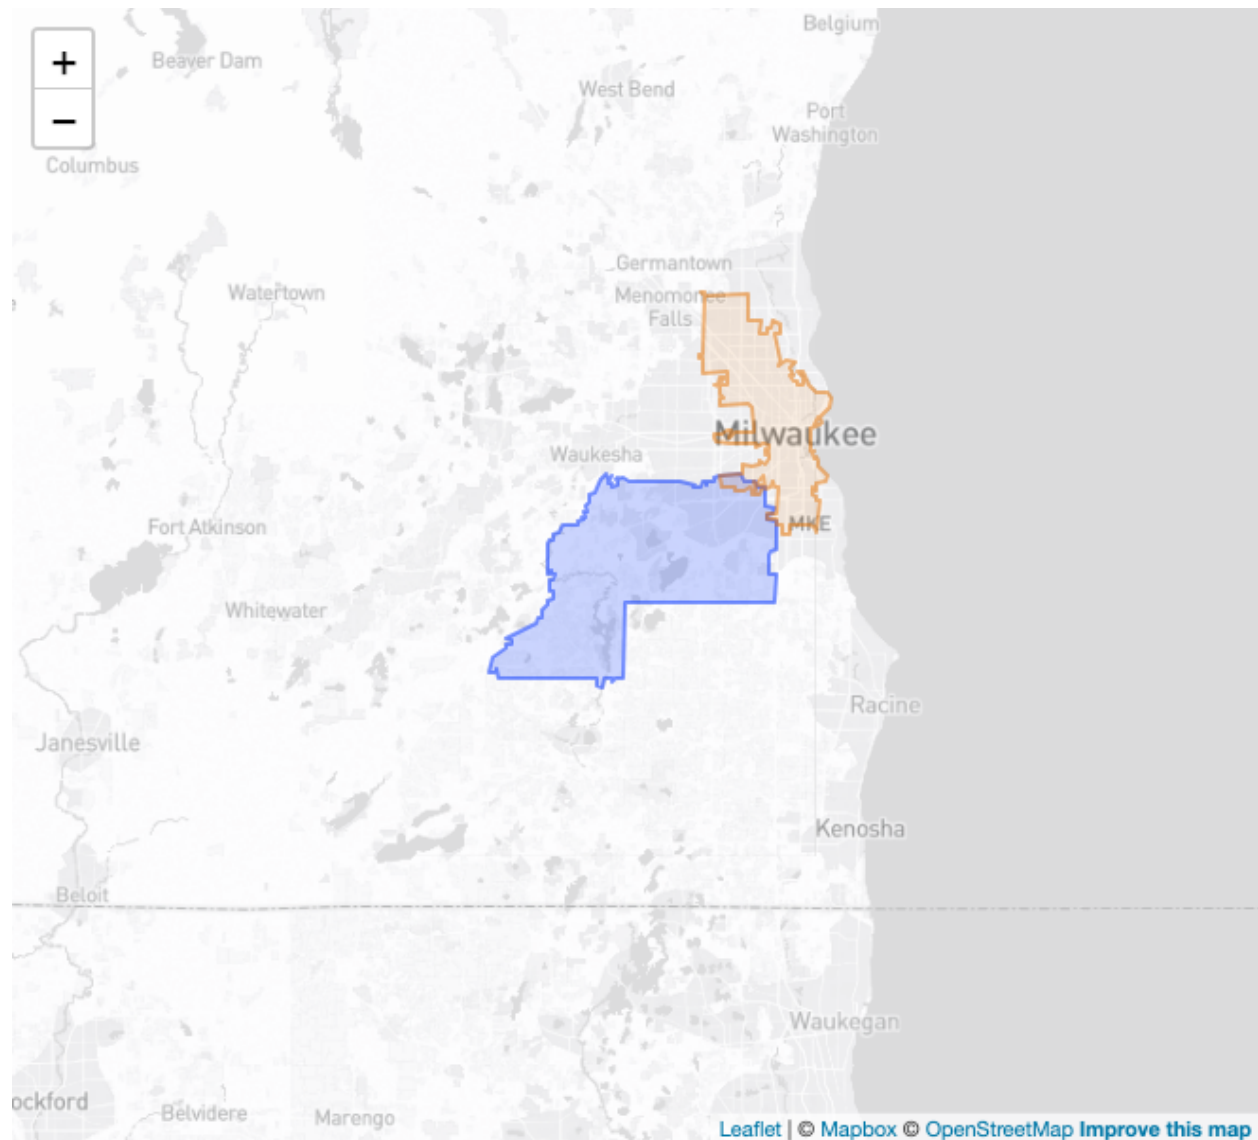 Belgium
+
Beaver Dam
West Bend
−
Port
Washington
Columbus
Germantown
Watertown
Menomonee
Falls
e
Milwaukee
Waukesha
Fort Atkinson
MKE
Whitewater
Racine
Janesville
Kenosha
Beloit
Waukegan
ockford
Belvidere
Marengo
Leaflet | © Mapbox © OpenStreetMap Improve this map